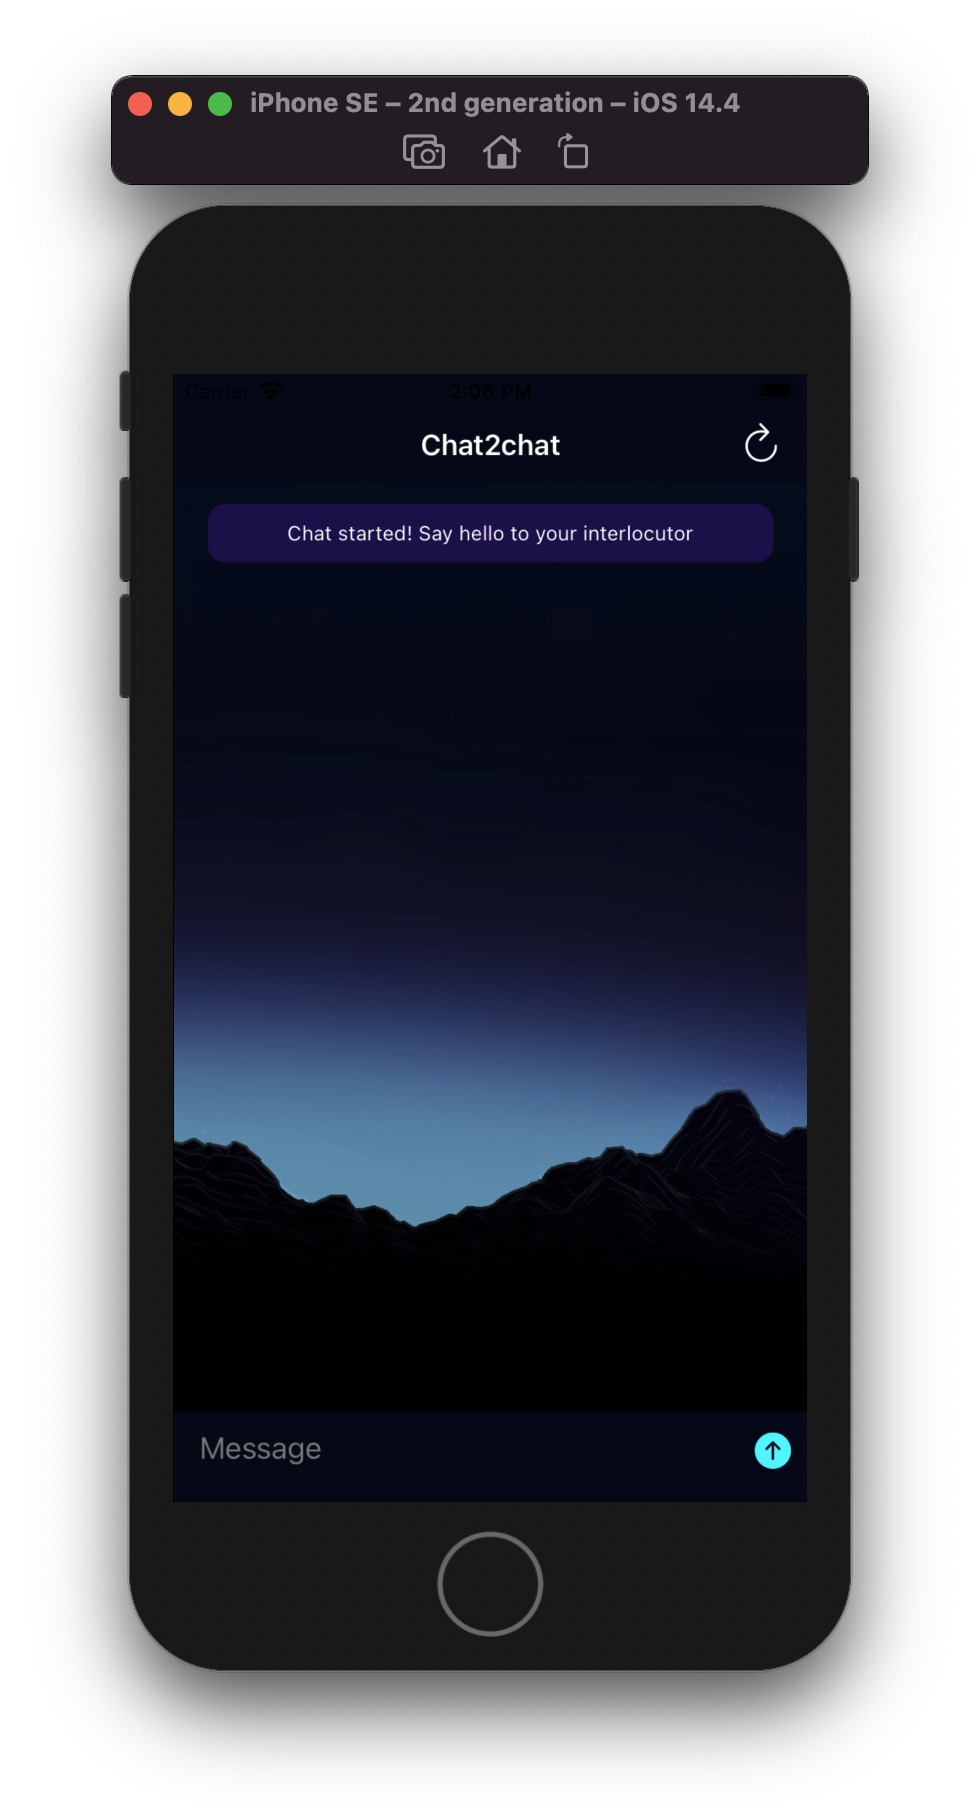 iPhone SE – 2nd generation – iOS 14.4
Carrier 2:06 PM
Chat2chat
Chat started! Say hello to your interlocutor
Message